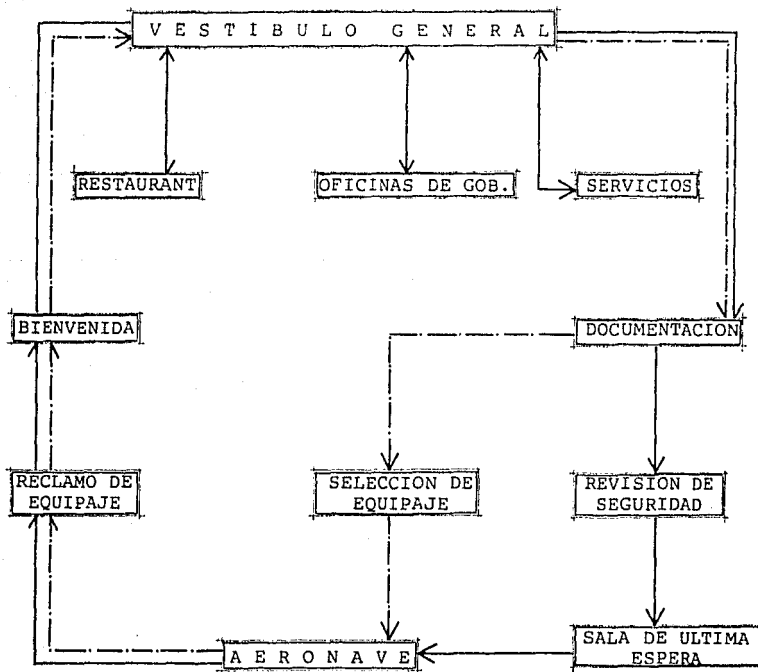 VESTÍBULO GENERAL
RESTAURANT
OFICINAS DE GOB.
SERVICIOS
BIENVENIDA
DOCUMENTACION
RECLAMO DE
EQUIPAJE
SELECCION DE
EQUIPAJE
REVISION DE
SEGURIDAD
AERONAVE
SALA DE ULTIMA
ESPERA